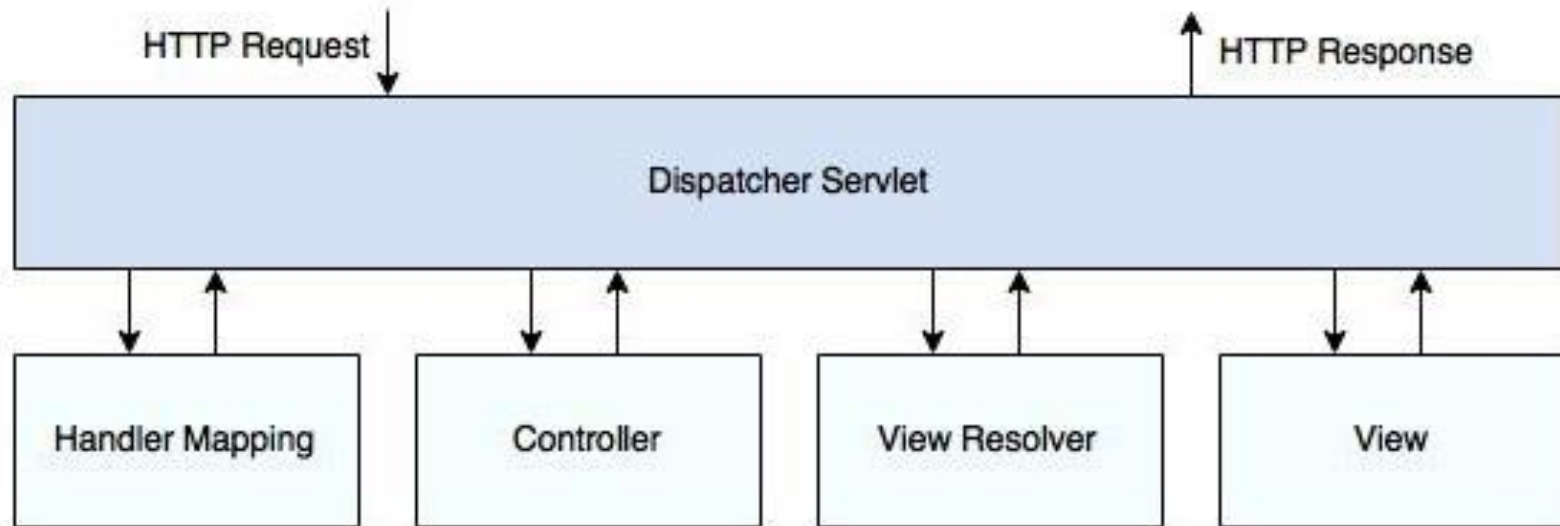 HTTP Request
HTTP Response
Dispatcher Servlet
Handler Mapping
Controller
View Resolver
View